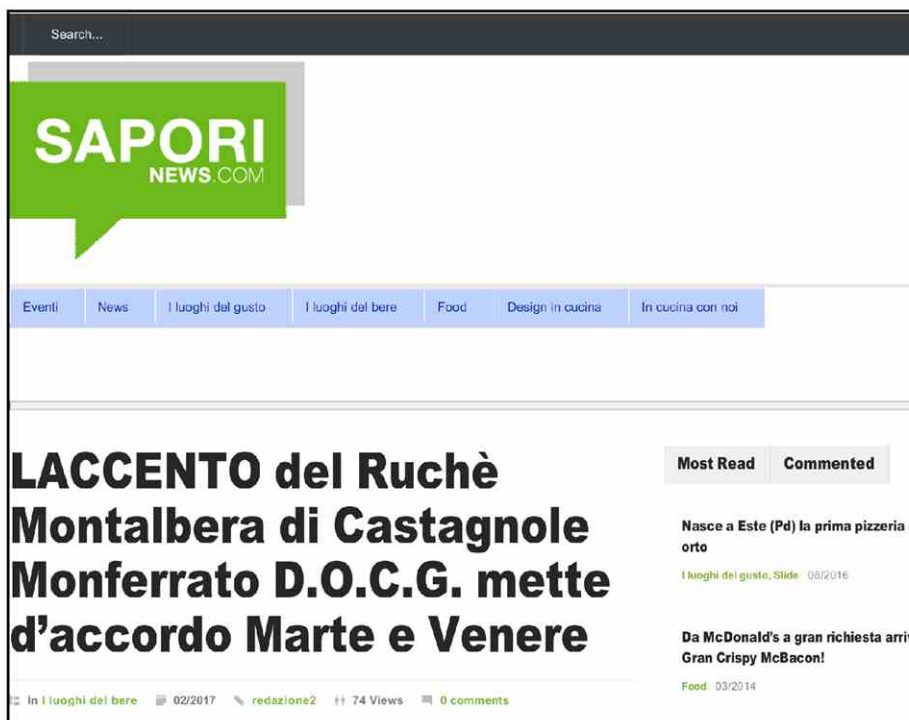 Search...
SAPORI
NEWS.COM
Eventi News I luoghi del gusto I luoghi del bere Food Design in cucina In cucina con noi
LACCENTO del Ruchè
Montalbera di Castagnole
Monferrato D.O.C.G. mette
d'accordo Marte e Venere
In I luoghi del bere 02/2017 redazione2 74 Views 0 comments
Most Read Commented
Nasce a Este (Pd) la prima pizzeria
orto
I luoghi del gusto, Slide 08/2016
Da McDonald's a gran richiesta arriv
Gran Crispy McBacon!
Food 03/2014